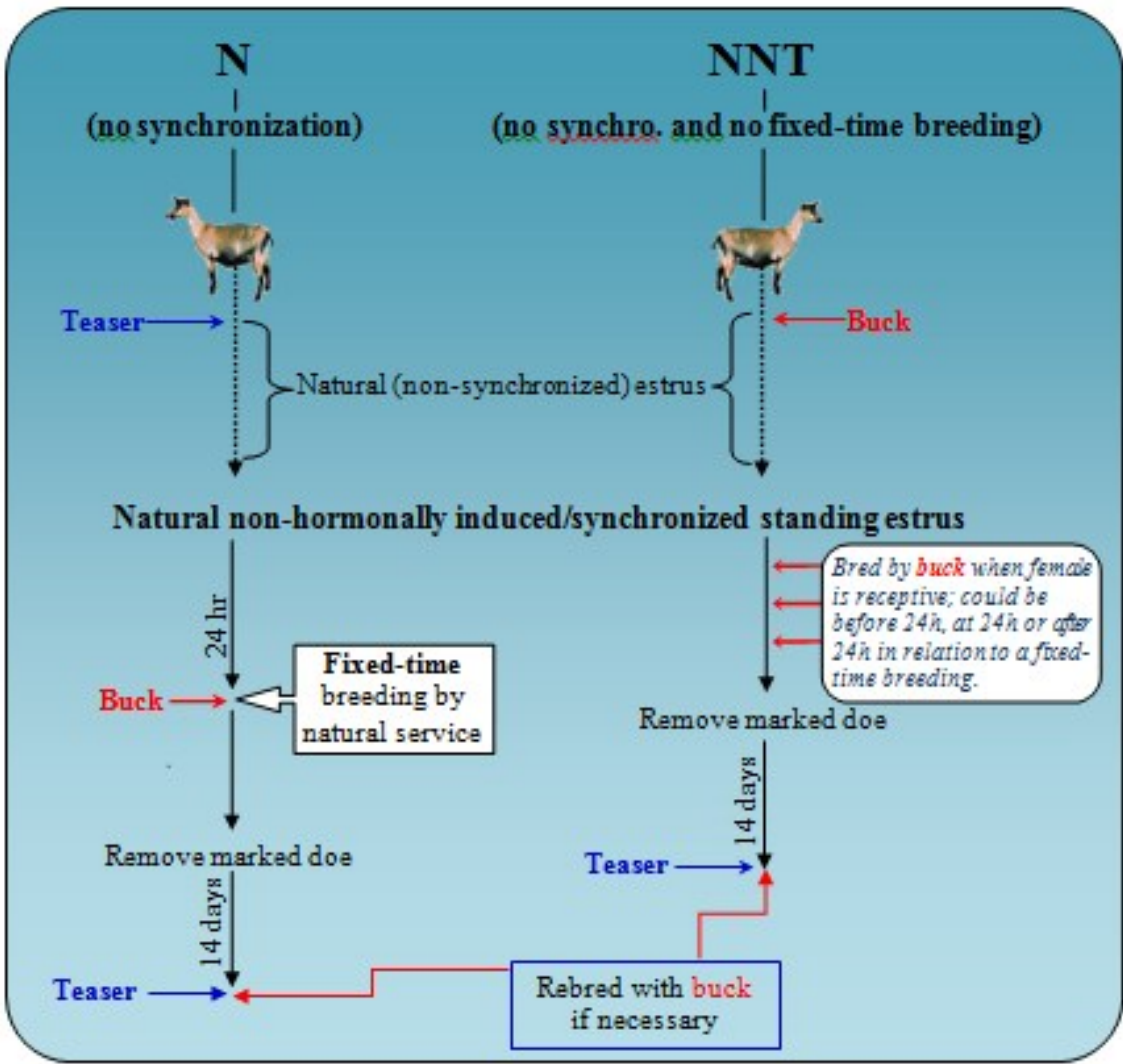 N
(no synchronization)
NNT
(no synchro. and no fixed-time breeding)
Teaser
Buck
Natural (non-synchronized) estrus
Natural non-hormonally induced/synchronized standing estrus
24 hr
Buck
Fixed-time
breeding by
natural service
Bred by buck when female
is receptive; could be
before 24h, at 24h or after
24h in relation to a fixed-
time breeding.
Remove marked doe
14 days
Teaser
Remove marked doe
14 days
Teaser
Rebred with buck
if necessary